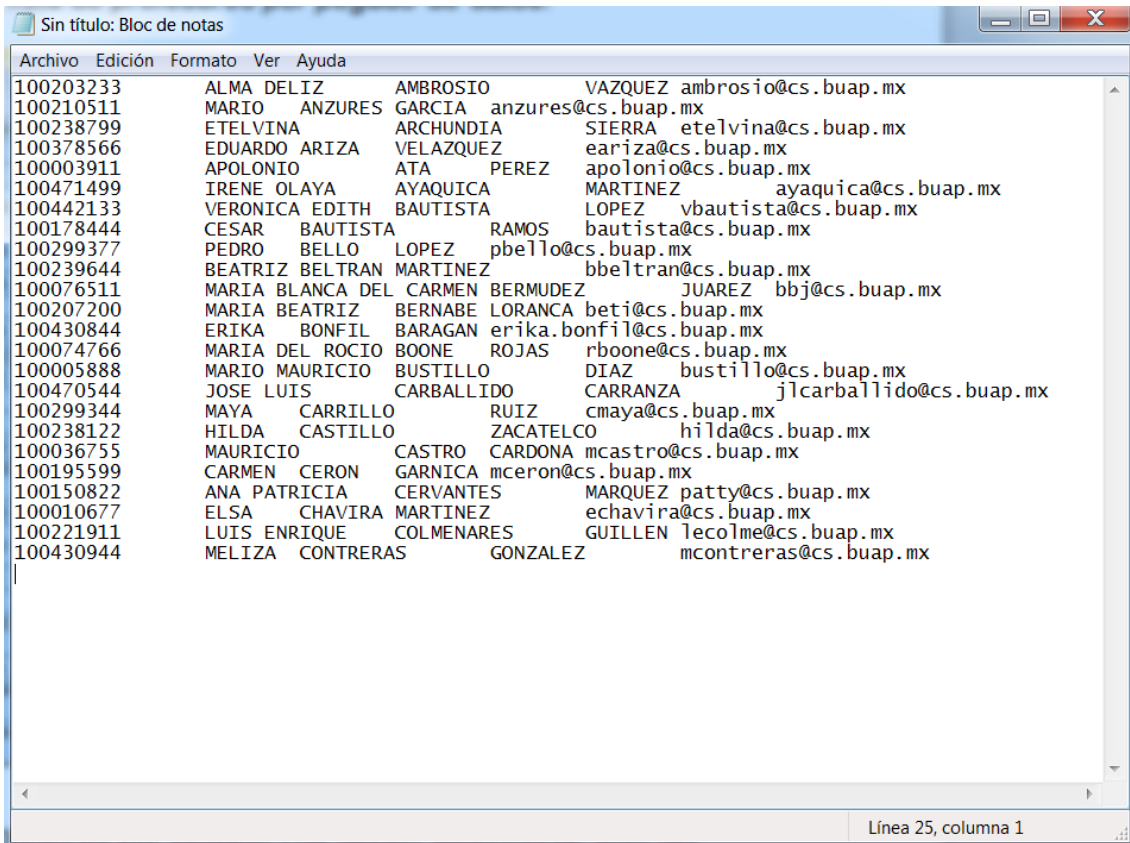 Sin título: Bloc de notas
Archivo Edición Formato Ver Ayuda
100203233 ALMA DELIZ AMBROSIO VAZQUEZ ambrosio@cs.buap.mx
100210511 MARIO ANZURES GARCIA anzures@cs.buap.mx
100238799 ETELVINA ARCHUNDIA SIERRA etelvina@cs.buap.mx
100378566 EDUARDO ARIZA VELAZQUEZ eariza@cs.buap.mx
100003911 APOLONIO ATA PEREZ apolonio@cs.buap.mx
100471499 IRENE OLAYA AYAQUICA MARTINEZ ayaquica@cs.buap.mx
100442133 VERONICA EDITH BAUTISTA LOPEZ vbautista@cs.buap.mx
100178444 CESAR BAUTISTA RAMOS bautista@cs.buap.mx
100299377 PEDRO BELLO LOPEZ pbello@cs.buap.mx
100239644 BEATRIZ BELTRAN MARTINEZ bbeltran@cs.buap.mx
100076511 MARIA BLANCA DEL CARMEN BERMUDEZ JUAREZ bbj@cs.buap.mx
100207200 MARIA BEATRIZ BERNABE LORANCA beti@cs.buap.mx
100430844 ERIKA BONFIL BARAGAN erika.bonfil@cs.buap.mx
100074766 MARIA DEL ROCIO BOONE ROJAS rboone@cs.buap.mx
100005888 MARIO MAURICIO BUSTILLO DIAZ bustillo@cs.buap.mx
100470544 JOSE LUIS CARBALLIDO CARRANZA jlcarballido@cs.buap.mx
100299344 MAYA CARRILLO RUIZ cmaya@cs.buap.mx
100238122 HILDA CASTILLO ZACATELCO hilda@cs.buap.mx
100036755 MAURICIO CASTRO CARDONA mcastro@cs.buap.mx
100195599 CARMEN CERON GARNICA mceron@cs.buap.mx
100150822 ANA PATRICIA CERVANTES MARQUEZ patty@cs.buap.mx
100010677 ELSA CHAVIRA MARTINEZ echavira@cs.buap.mx
100221911 LUIS ENRIQUE COLMENARES GUILLEN lecolme@cs.buap.mx
100430944 MELIZA CONTRERAS GONZALEZ mcontreras@cs.buap.mx
Línea 25, columna 1